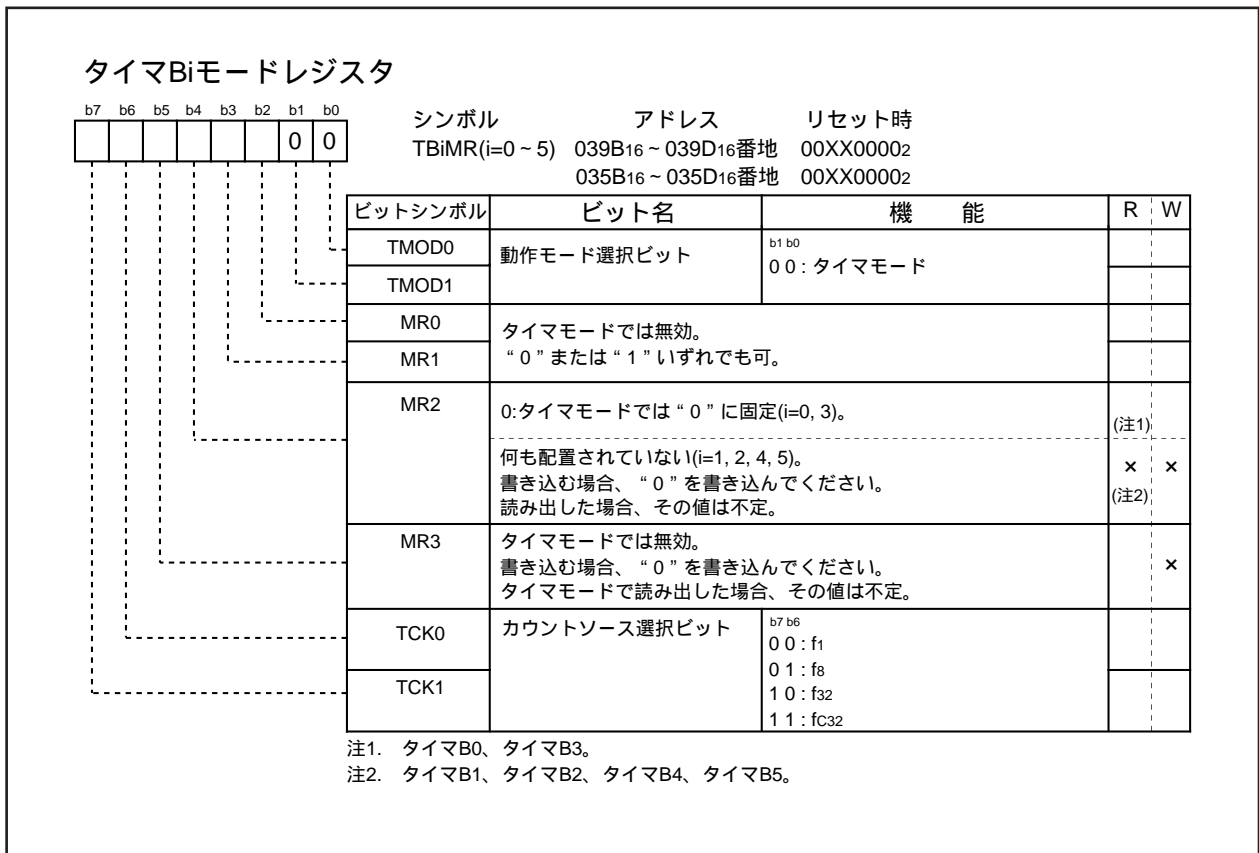 タイマBiモードレジスタ
b7 b6 b5 b4 b3 b2 b1 b0
0 0
シンボル アドレス リセット時
TBiMR(i=0~5) 039B16~039D16番地 00XX00002
035B16~035D16番地 00XX00002
ビットシンボル ビット名 機 能 R W
TMOD0 動作モード選択ビット b1 b0
0 0 : タイマモード
TMOD1
MR0 タイマモードでは無効。
MR1 “0”または“1”いずれでも可。
MR2 0:タイマモードでは“0”に固定(i=0, 3)。
(注1)
何も配置されていない(i=1, 2, 4, 5)。
書き込む場合、“0”を書き込んでください。 × ×
読み出した場合、その値は不定。 (注2)
MR3 タイマモードでは無効。
書き込む場合、“0”を書き込んでください。 ×
タイマモードで読み出した場合、その値は不定。
TCK0 カウントソース選択ビット b7 b6
0 0 : f1
0 1 : f8
TCK1 1 0 : f32
1 1 : fC32
注1. タイマB0、タイマB3。
注2. タイマB1、タイマB2、タイマB4、タイマB5。